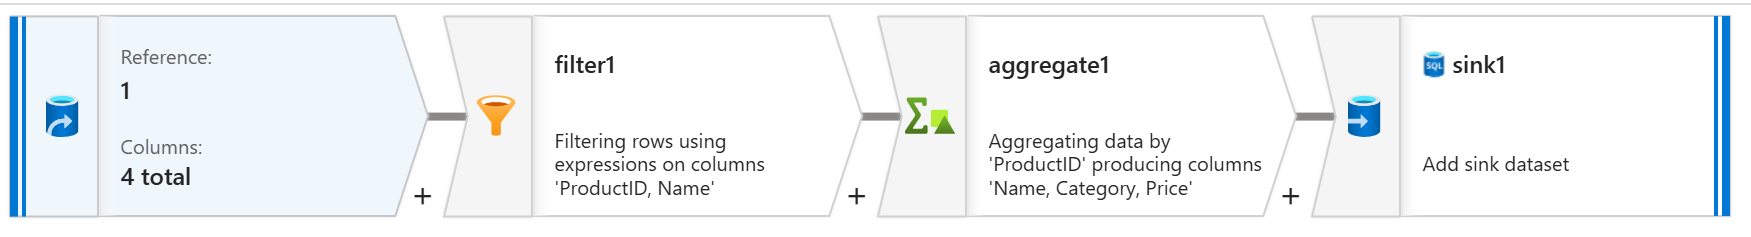 Reference:
1
Columns:
4 total
+
filter1
Filtering rows using
expressions on columns
'ProductID, Name'
+
aggregate1
Aggregating data by
'ProductID' producing columns
'Name, Category, Price'
+
SQL
sink1
Add sink dataset